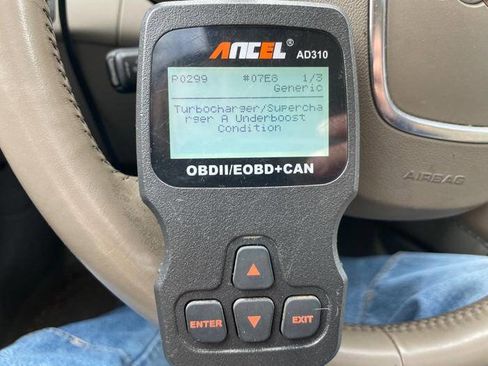 ANCEL®
AD310
P0299 #07E8 1/3
Generic
Turbocharger/Supercha
rger A Underboost
Condition
OBDII/EOBD+CAN
AIRBAG
ENTER
EXIT